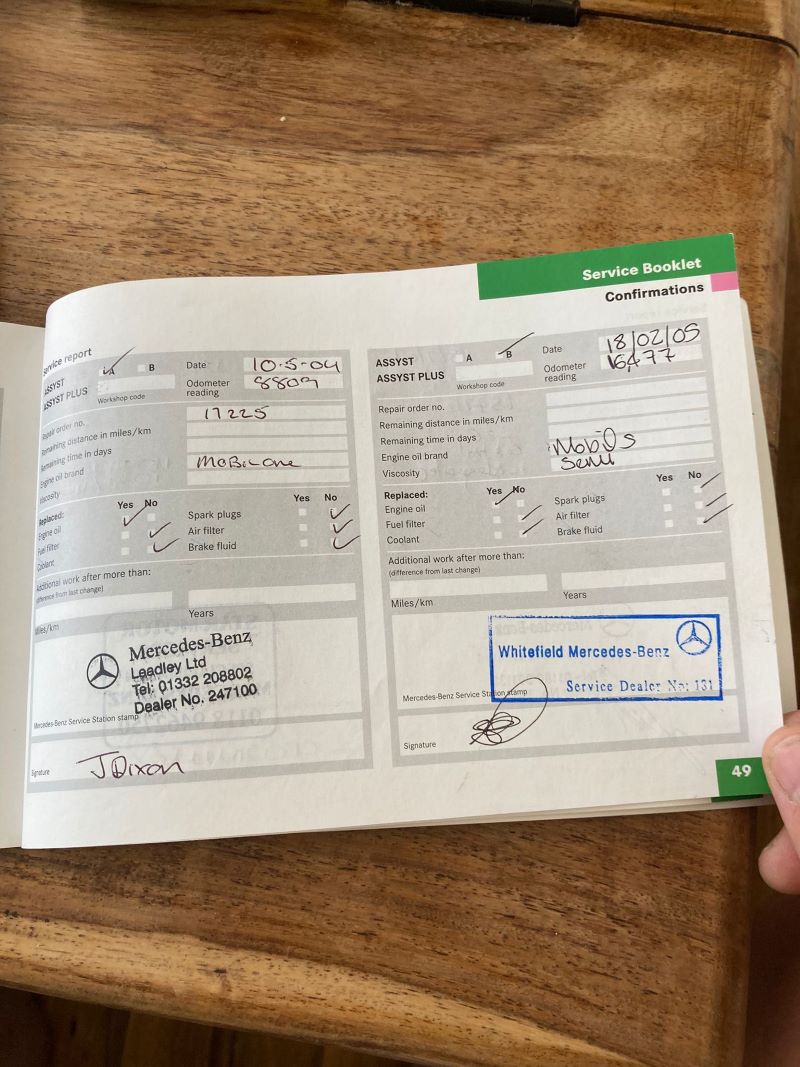 Service Booklet
Confirmations
Service report
ASSYST A B Date 10·5-04
ASSYST PLUS Workshop code Odometer reading 8809
Repair order no. 17225
Remaining distance in miles/km
Remaining time in days
Engine oil brand MoBiL one
Viscosity
Replaced: Yes No Yes No
Engine oil Spark plugs
Fuel filter Air filter
Coolant Brake fluid
Additional work after more than:
(difference from last change)
Miles/km Years
Mercedes-Benz
Leadley Ltd
Tel: 01332 208802
Dealer No. 247100
Mercedes-Benz Service Station stamp
Signature J Dixon
ASSYST A B Date 18/02/05
ASSYST PLUS Workshop code Odometer reading 16477
Repair order no.
Remaining distance in miles/km
Remaining time in days
Engine oil brand Mobil S
Viscosity Semi
Replaced: Yes No Yes No
Engine oil Spark plugs
Fuel filter Air filter
Coolant Brake fluid
Additional work after more than:
(difference from last change)
Miles/km Years
Whitefield Mercedes-Benz
Service Dealer No: 131
Mercedes-Benz Service Station stamp
Signature
49